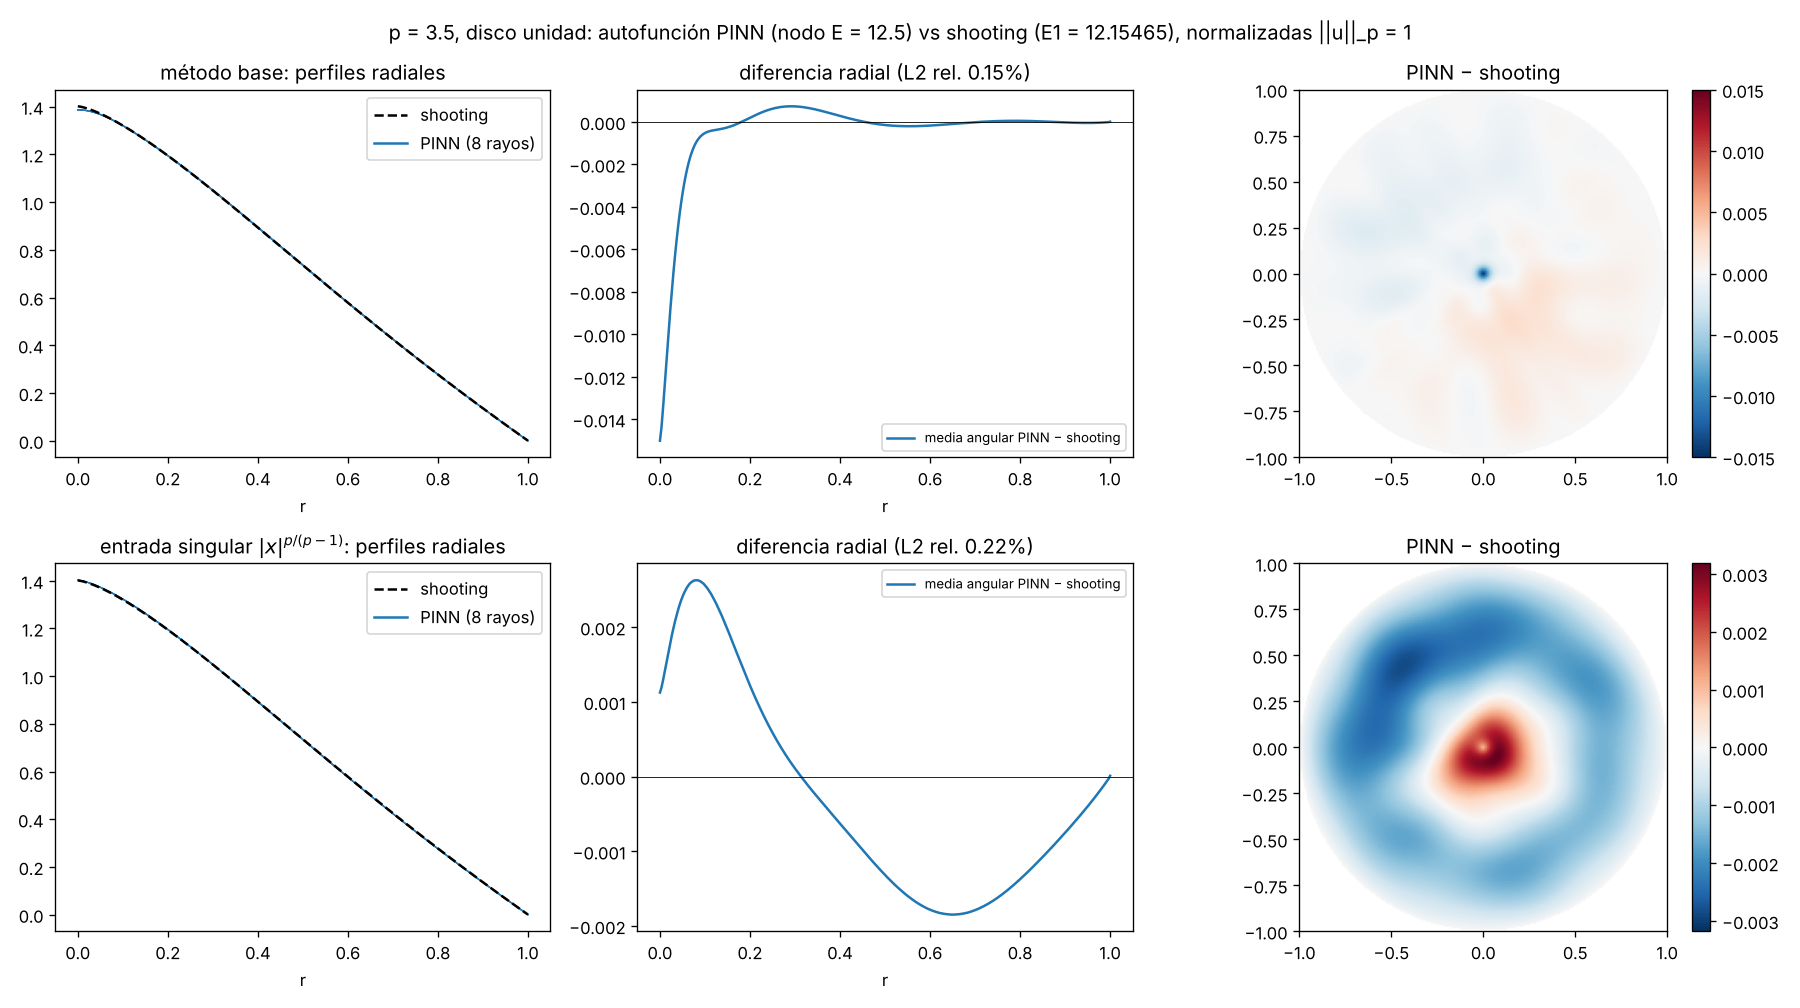 p = 3.5, disco unidad: autofunción PINN (nodo E = 12.5) vs shooting (E1 = 12.15465), normalizadas ||u||_p = 1
método base: perfiles radiales
1.4
1.2
1.0
0.8
0.6
0.4
0.2
0.0
0.0 0.2 0.4 0.6 0.8 1.0
r
shooting
PINN (8 rayos)
diferencia radial (L2 rel. 0.15%)
0.000
−0.002
−0.004
−0.006
−0.008
−0.010
−0.012
−0.014
0.0 0.2 0.4 0.6 0.8 1.0
r
media angular PINN − shooting
PINN − shooting
1.00
0.75
0.50
0.25
0.00
−0.25
−0.50
−0.75
−1.00
−1.0 −0.5 0.0 0.5 1.0
0.015
0.010
0.005
0.000
−0.005
−0.010
−0.015
entrada singular |x|^{p/(p−1)}: perfiles radiales
1.4
1.2
1.0
0.8
0.6
0.4
0.2
0.0
0.0 0.2 0.4 0.6 0.8 1.0
r
shooting
PINN (8 rayos)
diferencia radial (L2 rel. 0.22%)
0.002
0.001
0.000
−0.001
−0.002
0.0 0.2 0.4 0.6 0.8 1.0
r
media angular PINN − shooting
PINN − shooting
1.00
0.75
0.50
0.25
0.00
−0.25
−0.50
−0.75
−1.00
−1.0 −0.5 0.0 0.5 1.0
0.003
0.002
0.001
0.000
−0.001
−0.002
−0.003